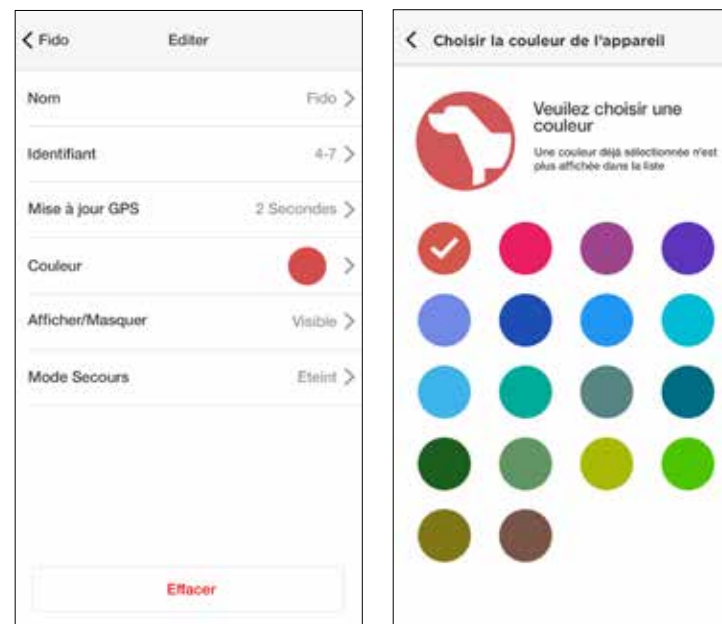 Fido
Editer
Nom
Fido
Identifiant
4-7
Mise à jour GPS
2 Secondes
Couleur
Afficher/Masquer
Visible
Mode Secours
Eteint
Effacer
Choisir la couleur de l'appareil
Veuilez choisir une
couleur
Une couleur déjà sélectionnée n'est
plus affichée dans la liste